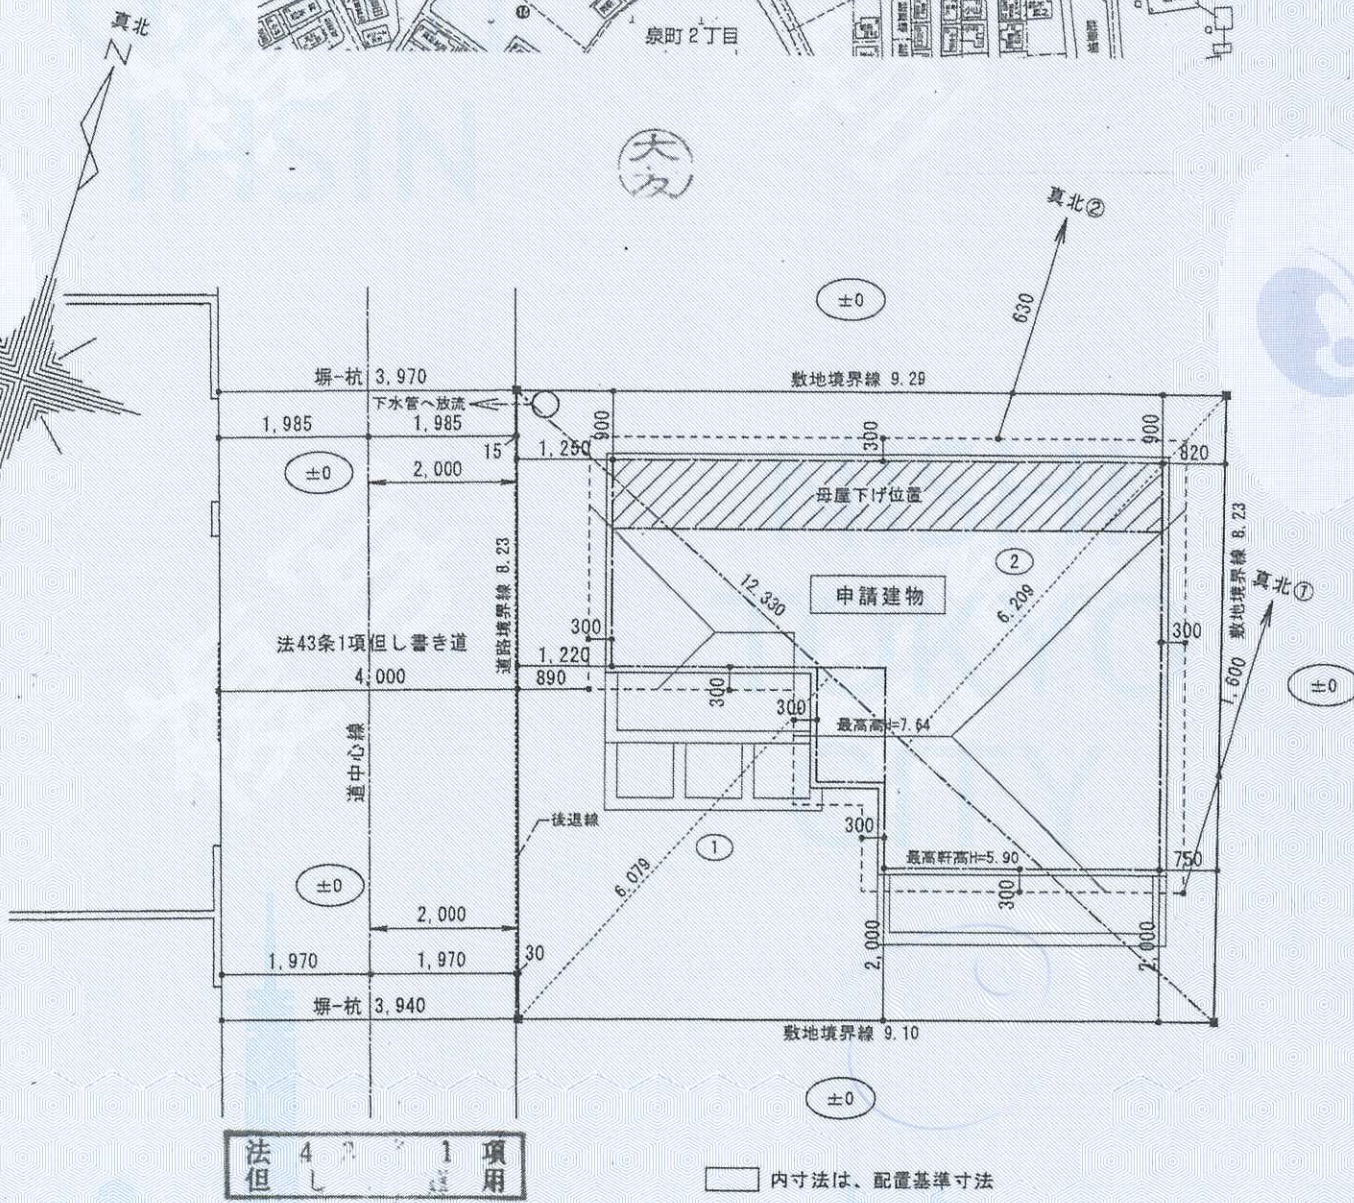 泉町2丁目
真北
N
大
真北②
±0
630
塀-杭 3,970
敷地境界線 9.29
下水管へ放流
1,985
1,985
900
300
900
15
1,250
820
±0
2,000
母屋下げ位置
道路境界線 8.23
敷地境界線 8.23
②
12.330
申請建物
6.209
真北①
300
300
法43条1項但し書き道
1,220
4,000
890
300
300
1,600
±0
最高高H=7.64
道中心線
後退線
300
①
最高軒高H=5.90
750
6.079
300
±0
2,000
2,000
2,000
30
1,970
1,970
塀-杭 3,940
敷地境界線 9.10
±0
法 4 1 項
但 し 用
内寸法は、配置基準寸法